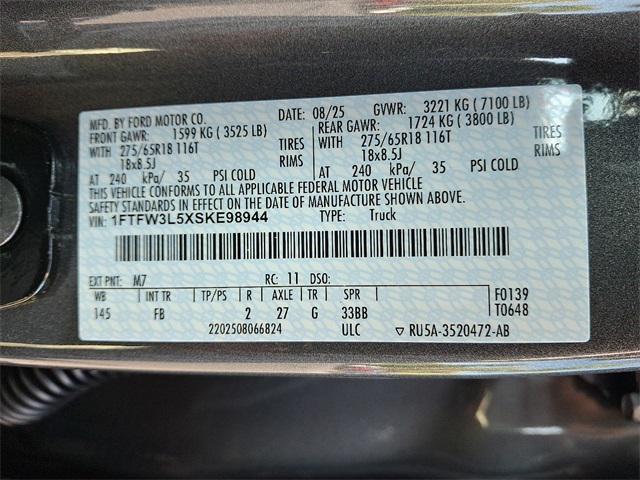 MFD. BY FORD MOTOR CO.
DATE: 08/25 GVWR: 3221 KG (7100 LB)
FRONT GAWR: 1599 KG (3525 LB)
REAR GAWR: 1724 KG (3800 LB)
WITH 275/65R18 116T TIRES
18x8.5J RIMS
WITH 275/65R18 116T TIRES
18x8.5J RIMS
AT 240 kPa/ 35 PSI COLD
AT 240 kPa/ 35 PSI COLD
THIS VEHICLE CONFORMS TO ALL APPLICABLE FEDERAL MOTOR VEHICLE
SAFETY STANDARDS IN EFFECT ON THE DATE OF MANUFACTURE SHOWN ABOVE.
VIN: 1FTFW3L5XSKE98944 TYPE: Truck
EXT PNT: M7 RC: 11 DSO:
WB INT TR TP/PS R AXLE TR SPR F0139
145 FB 2 27 G 33BB T0648
2202508066824 ULC ▽ RU5A-3520472-AB